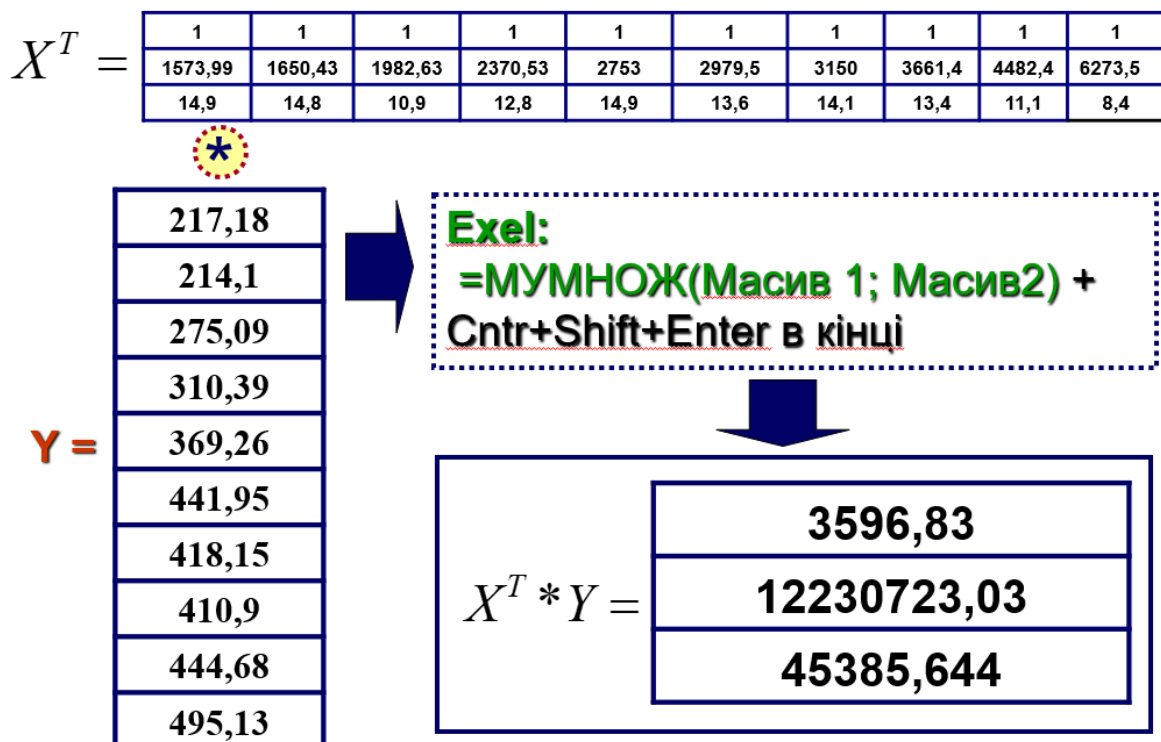 X^T =
1 1 1 1 1 1 1 1 1 1
1573,99 1650,43 1982,63 2370,53 2753 2979,5 3150 3661,4 4482,4 6273,5
14,9 14,8 10,9 12,8 14,9 13,6 14,1 13,4 11,1 8,4
*
Y =
217,18
214,1
275,09
310,39
369,26
441,95
418,15
410,9
444,68
495,13
Exel:
=МУМНОЖ(Масив 1; Масив2) +
Cntr+Shift+Enter в кінці
X^T * Y =
3596,83
12230723,03
45385,644